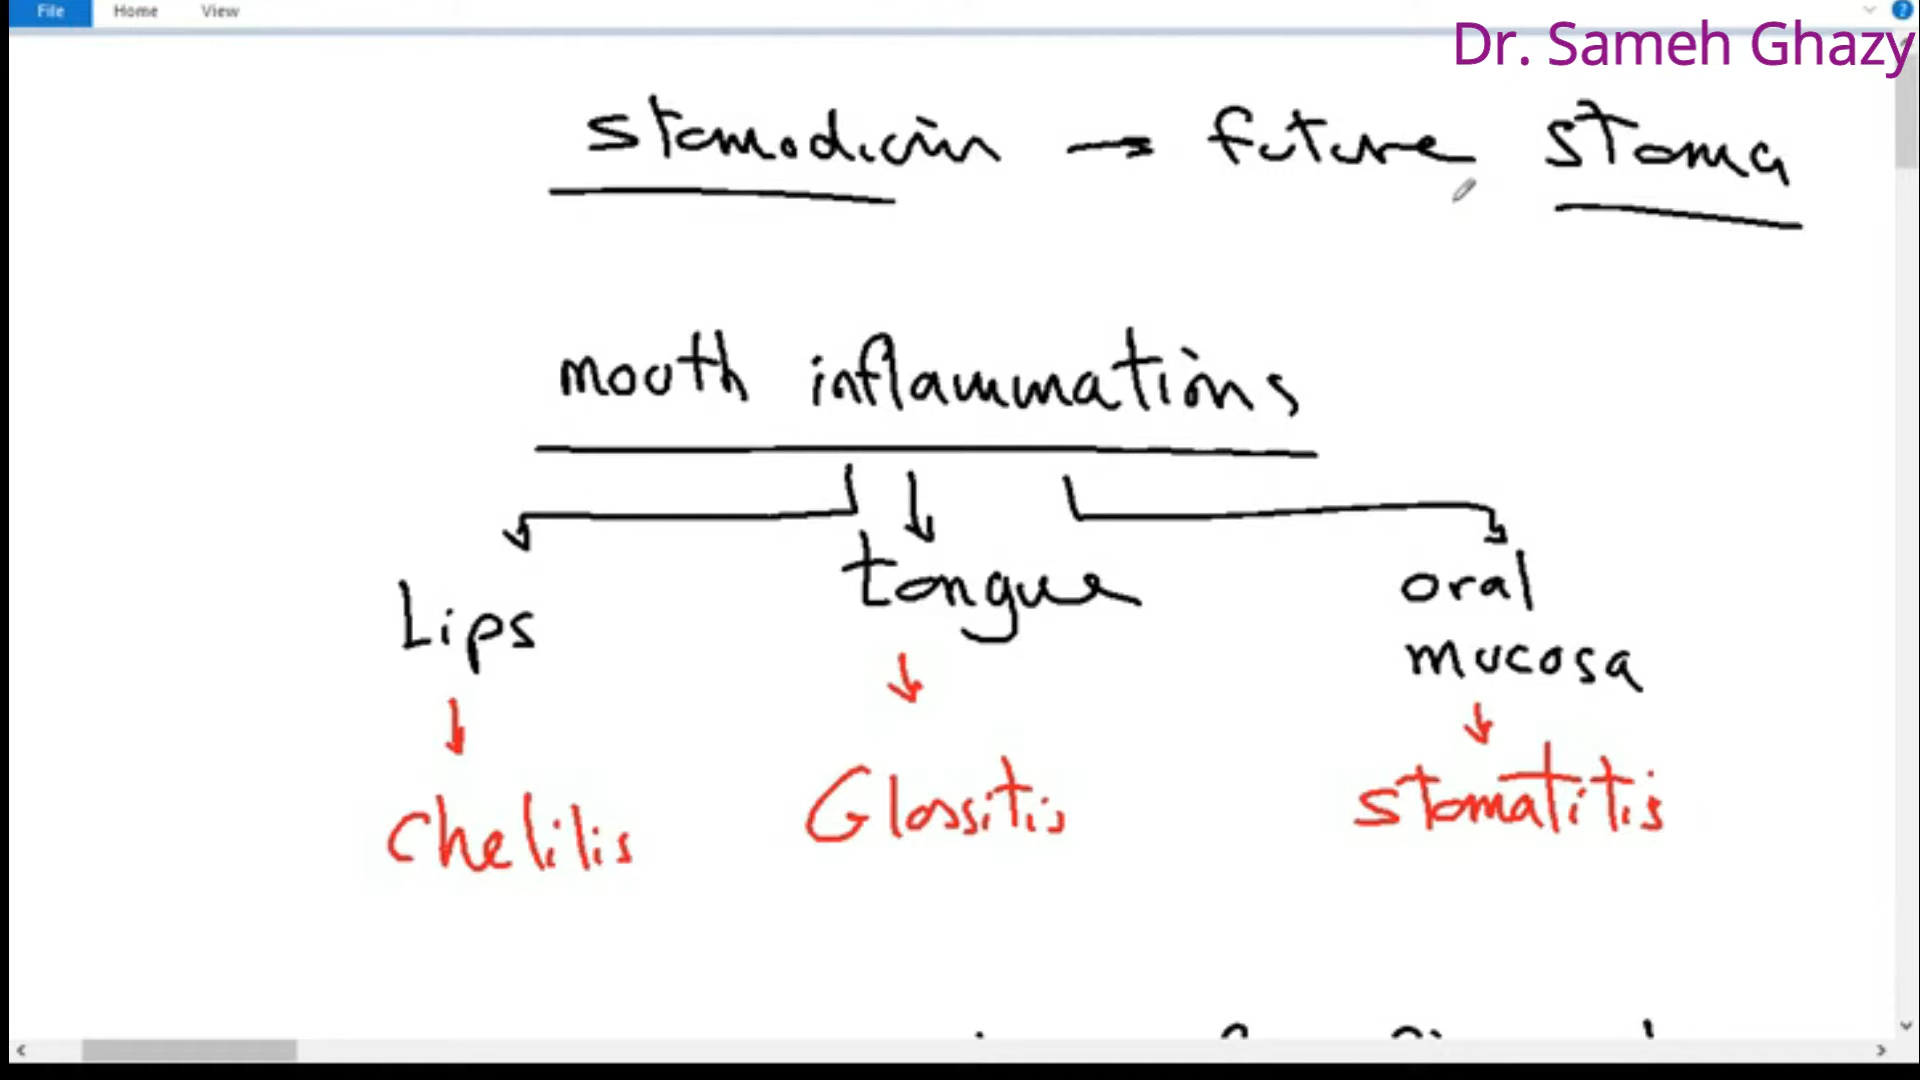 File Home View
Dr. Sameh Ghazy
stomodium → future stoma
mouth inflammations
Lips tongue oral mucosa
Chelilis Glossitis stomatitis